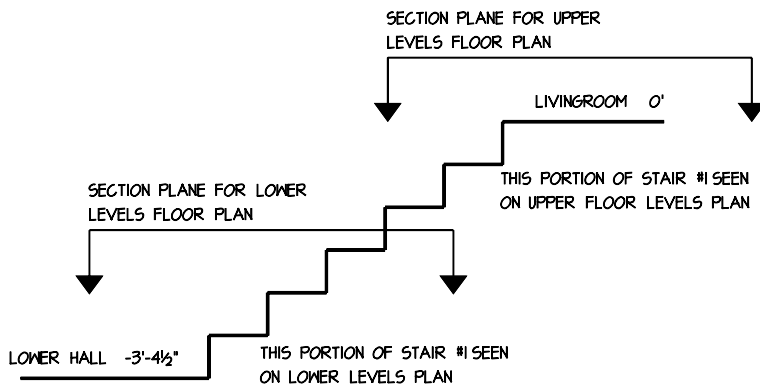 SECTION PLANE FOR UPPER
LEVELS FLOOR PLAN
LIVINGROOM 0'
THIS PORTION OF STAIR #1 SEEN
ON UPPER FLOOR LEVELS PLAN
SECTION PLANE FOR LOWER
LEVELS FLOOR PLAN
LOWER HALL -3'-4½"
THIS PORTION OF STAIR #1 SEEN
ON LOWER LEVELS PLAN